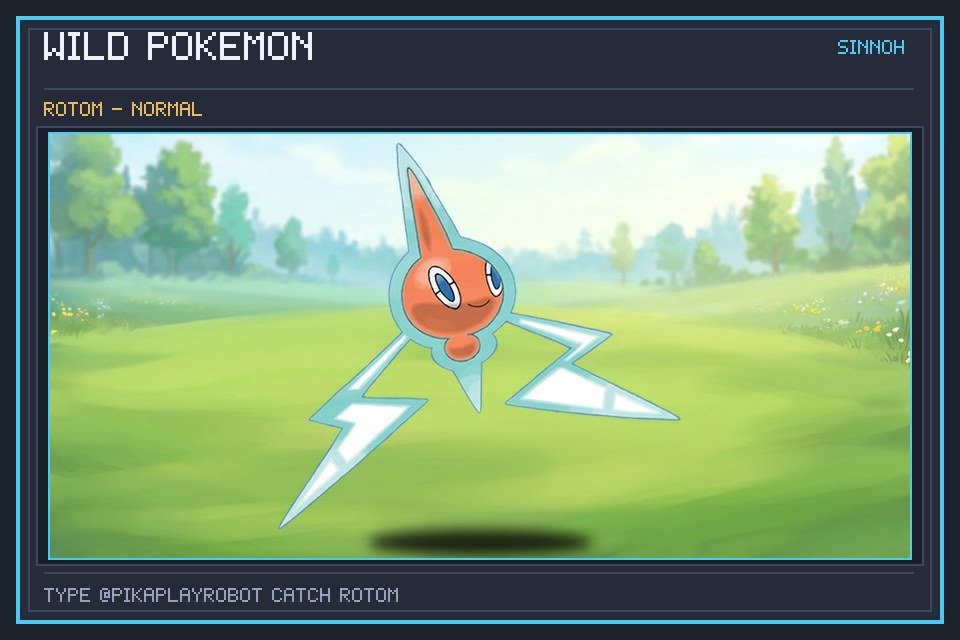 WILD POKEMON
SINNOH
ROTOM - NORMAL
TYPE @PIKAPLAYROBOT CATCH ROTOM